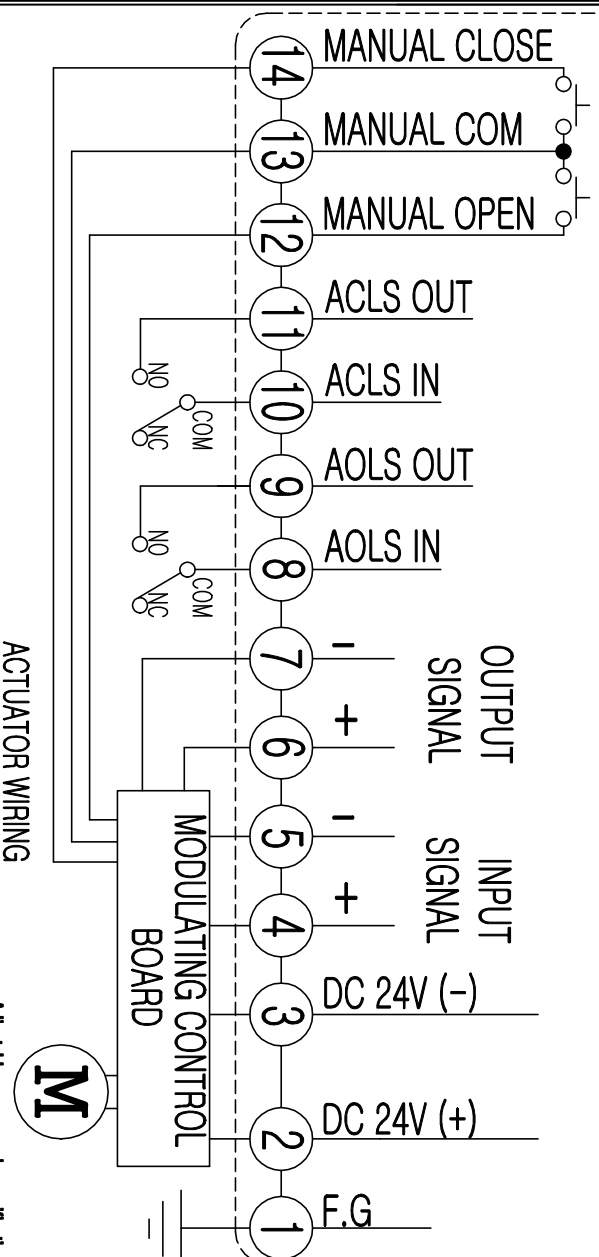 14 MANUAL CLOSE
13 MANUAL COM
12 MANUAL OPEN
11 ACLS OUT
10 ACLS IN
NO
COM
NC
9 AOLS OUT
8 AOLS IN
NO
COM
NC
7 -
6 +
OUTPUT
SIGNAL
5 -
4 +
INPUT
SIGNAL
3 DC 24V (-)
2 DC 24V (+)
1 F.G
MODULATING CONTROL
BOARD
M
ACTUATOR WIRING